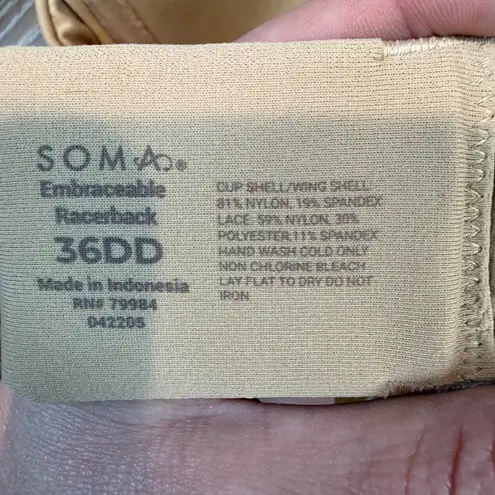 SOMA®
Embraceable
Racerback
36DD
Made in Indonesia
RN# 79984
042205
CUP SHELL/WING SHELL
81% NYLON, 19% SPANDEX
LACE: 59% NYLON, 30%
POLYESTER, 11% SPANDEX
HAND WASH COLD ONLY
NON CHLORINE BLEACH
LAY FLAT TO DRY DO NOT
IRON